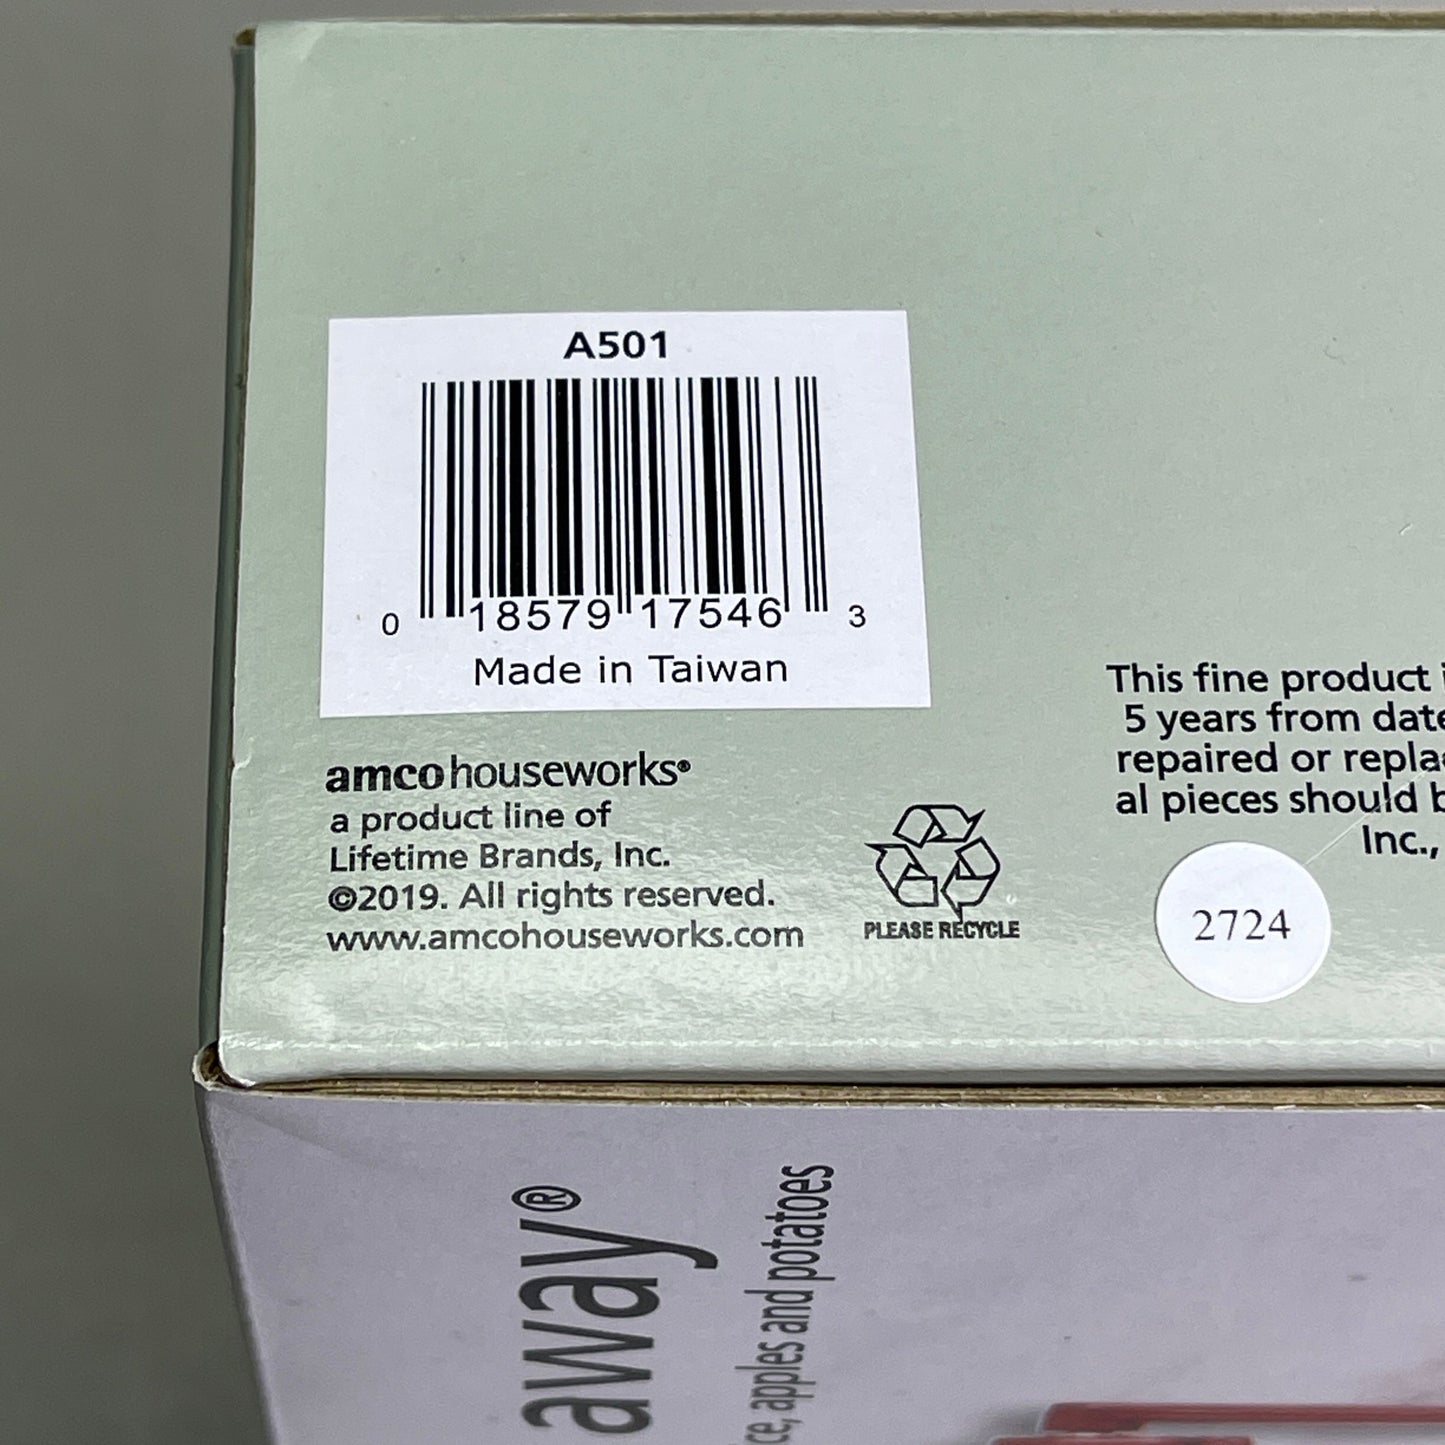 A501
0 18579 17546 3
Made in Taiwan
amcohouseworks®
a product line of
Lifetime Brands, Inc.
©2019. All rights reserved.
www.amcohouseworks.com
PLEASE RECYCLE
This fine product
5 years from date
repaired or
al pieces should
Inc.,
2724
away®
apples and potatoes